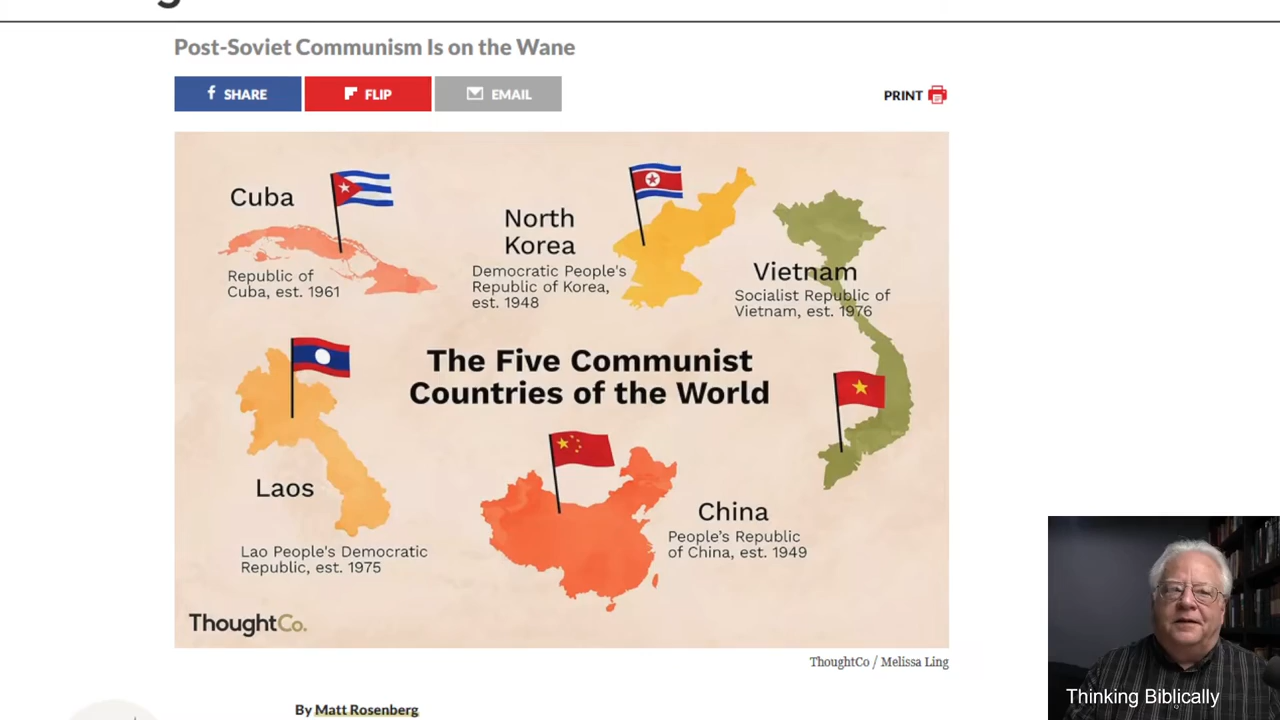 Post-Soviet Communism Is on the Wane
f SHARE
FLIP
EMAIL
PRINT
Cuba
Republic of
Cuba, est. 1961
North
Korea
Democratic People's
Republic of Korea,
est. 1948
Vietnam
Socialist Republic of
Vietnam, est. 1976
The Five Communist
Countries of the World
Laos
Lao People's Democratic
Republic, est. 1975
China
People's Republic
of China, est. 1949
ThoughtCo.
ThoughtCo / Melissa Ling
By Matt Rosenberg
Thinking Biblically